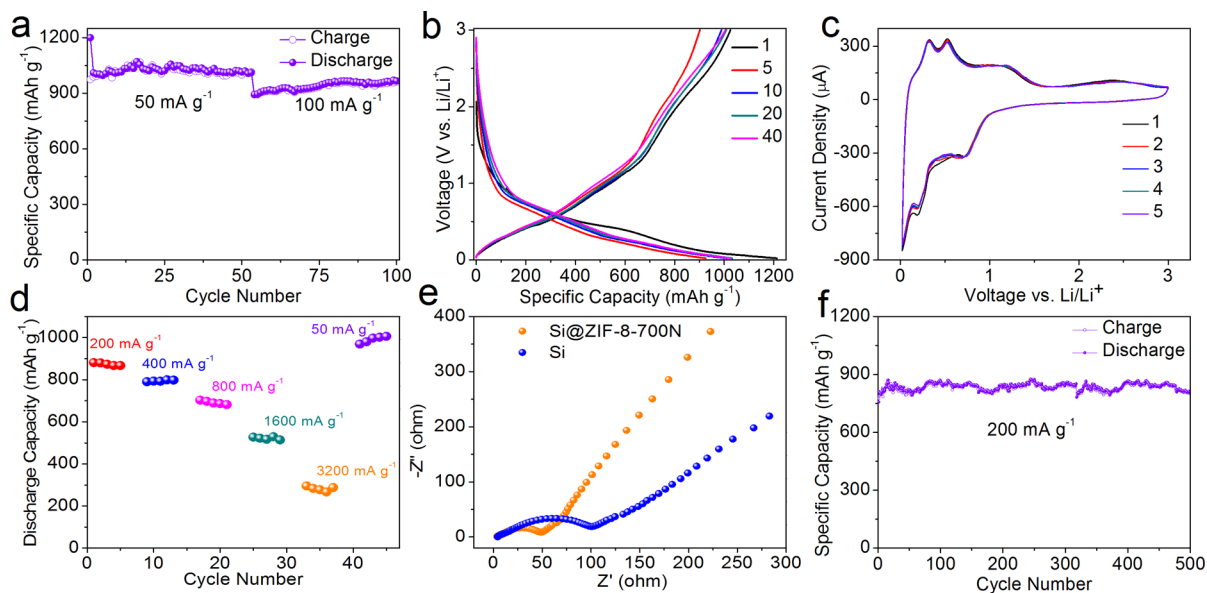 a
Specific Capacity (mAh g⁻¹)
1200
900
600
300
0
Charge
Discharge
50 mA g⁻¹
100 mA g⁻¹
0 25 50 75 100
Cycle Number
b
Voltage (V vs. Li/Li⁺)
3
2
1
0
1
5
10
20
40
0 200 400 600 800 1000 1200
Specific Capacity (mAh g⁻¹)
c
Current Density (μA)
300
0
-300
-600
-900
1
2
3
4
5
0 1 2 3
Voltage vs. Li/Li⁺
d
Discharge Capacity (mAh g⁻¹)
1000
800
600
400
200
0
200 mA g⁻¹
400 mA g⁻¹
800 mA g⁻¹
1600 mA g⁻¹
3200 mA g⁻¹
50 mA g⁻¹
0 10 20 30 40
Cycle Number
e
-Z'' (ohm)
-400
-300
-200
-100
0
Si@ZIF-8-700N
Si
0 50 100 150 200 250 300
Z' (ohm)
f
Specific Capacity (mAh g⁻¹)
1200
900
600
300
0
Charge
Discharge
200 mA g⁻¹
0 100 200 300 400 500
Cycle Number